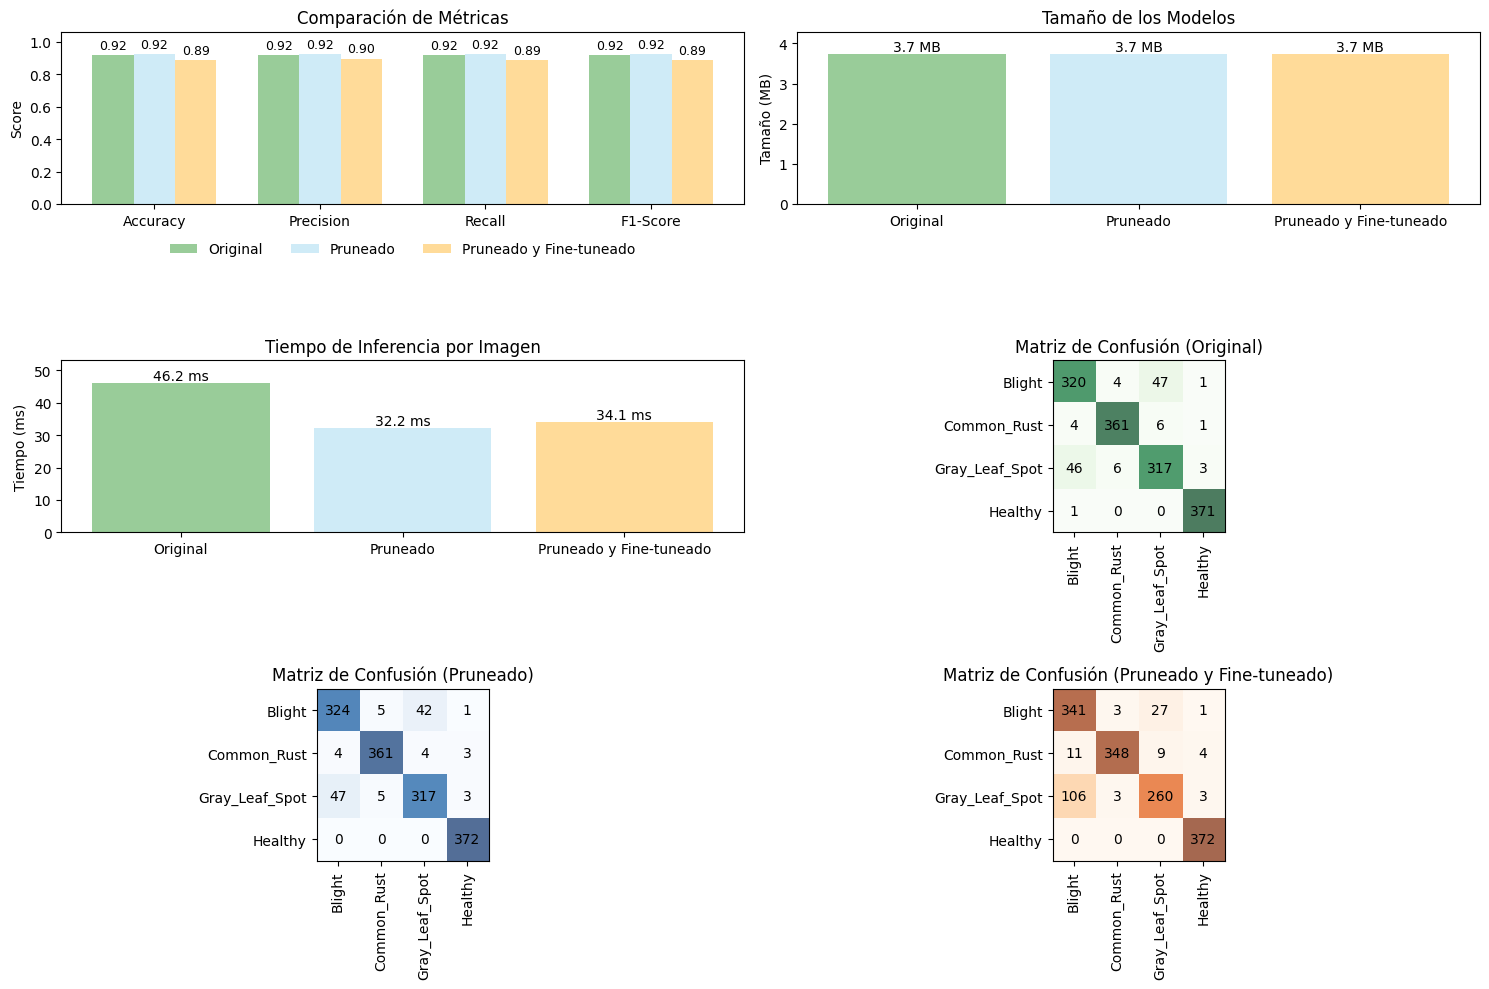 Comparación de Métricas
Score
1.0
0.8
0.6
0.4
0.2
0.0
0.92 0.92 0.89 0.92 0.92 0.90 0.92 0.92 0.89 0.92 0.92 0.89
Accuracy Precision Recall F1-Score
Original Pruneado Pruneado y Fine-tuneado
Tamaño de los Modelos
Tamaño (MB)
4
3
2
1
0
3.7 MB 3.7 MB 3.7 MB
Original Pruneado Pruneado y Fine-tuneado
Tiempo de Inferencia por Imagen
Tiempo (ms)
50
40
30
20
10
0
46.2 ms 32.2 ms 34.1 ms
Original Pruneado Pruneado y Fine-tuneado
Matriz de Confusión (Original)
Blight 320 4 47 1
Common_Rust 4 361 6 1
Gray_Leaf_Spot 46 6 317 3
Healthy 1 0 0 371
Blight Common_Rust Gray_Leaf_Spot Healthy
Matriz de Confusión (Pruneado)
Blight 324 5 42 1
Common_Rust 4 361 4 3
Gray_Leaf_Spot 47 5 317 3
Healthy 0 0 0 372
Blight Common_Rust Gray_Leaf_Spot Healthy
Matriz de Confusión (Pruneado y Fine-tuneado)
Blight 341 3 27 1
Common_Rust 11 348 9 4
Gray_Leaf_Spot 106 3 260 3
Healthy 0 0 0 372
Blight Common_Rust Gray_Leaf_Spot Healthy